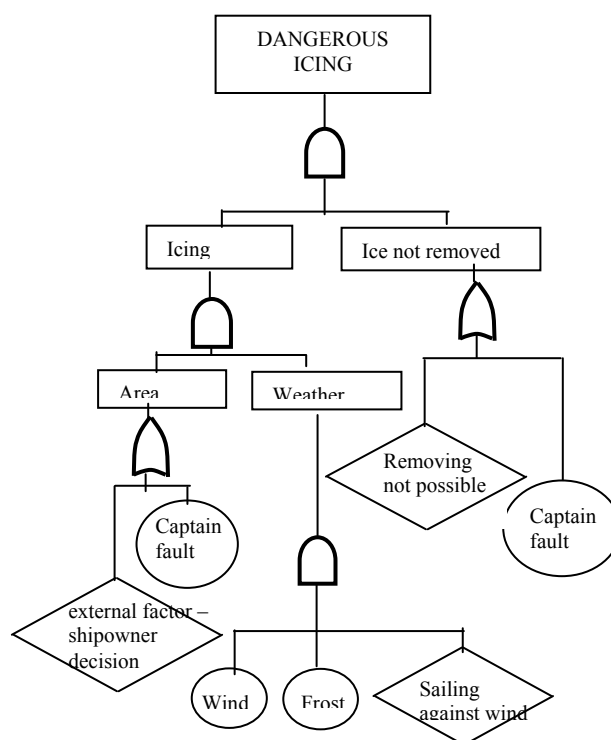 DANGEROUS
ICING
Icing
Ice not removed
Area
Weather
Removing
not possible
Captain
fault
Captain
fault
external factor –
shipowner
decision
Wind
Frost
Sailing
against wind